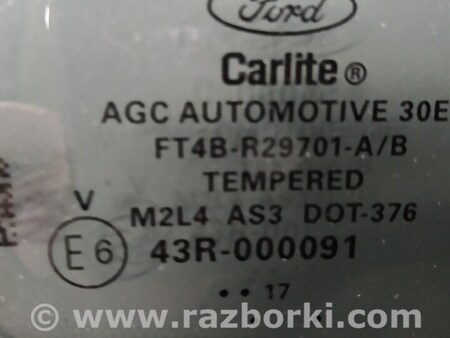 Ford
Carlite ®
AGC AUTOMOTIVE 30E
FT4B-R29701-A/B
TEMPERED
V M2L4 AS3 DOT-376
E6 43R-000091
•• 17
© www.razborki.com